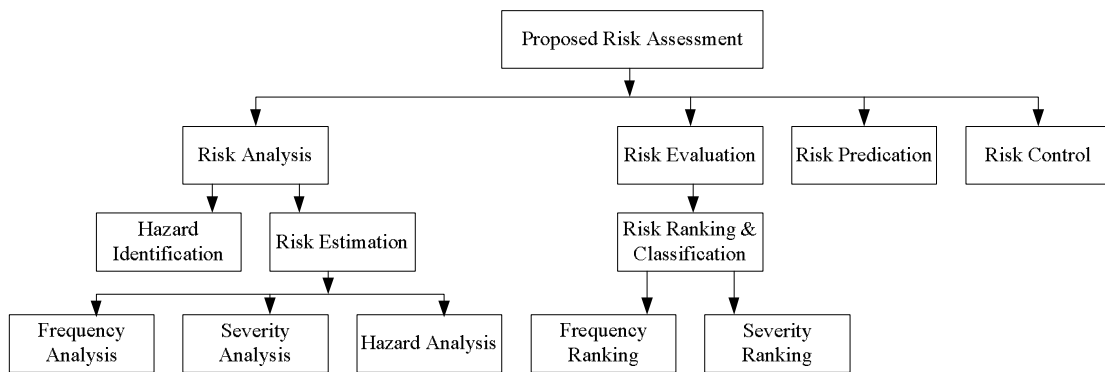 Proposed Risk Assessment
Risk Analysis
Risk Evaluation
Risk Predication
Risk Control
Hazard
Identification
Risk Estimation
Risk Ranking &
Classification
Frequency
Analysis
Severity
Analysis
Hazard Analysis
Frequency
Ranking
Severity
Ranking